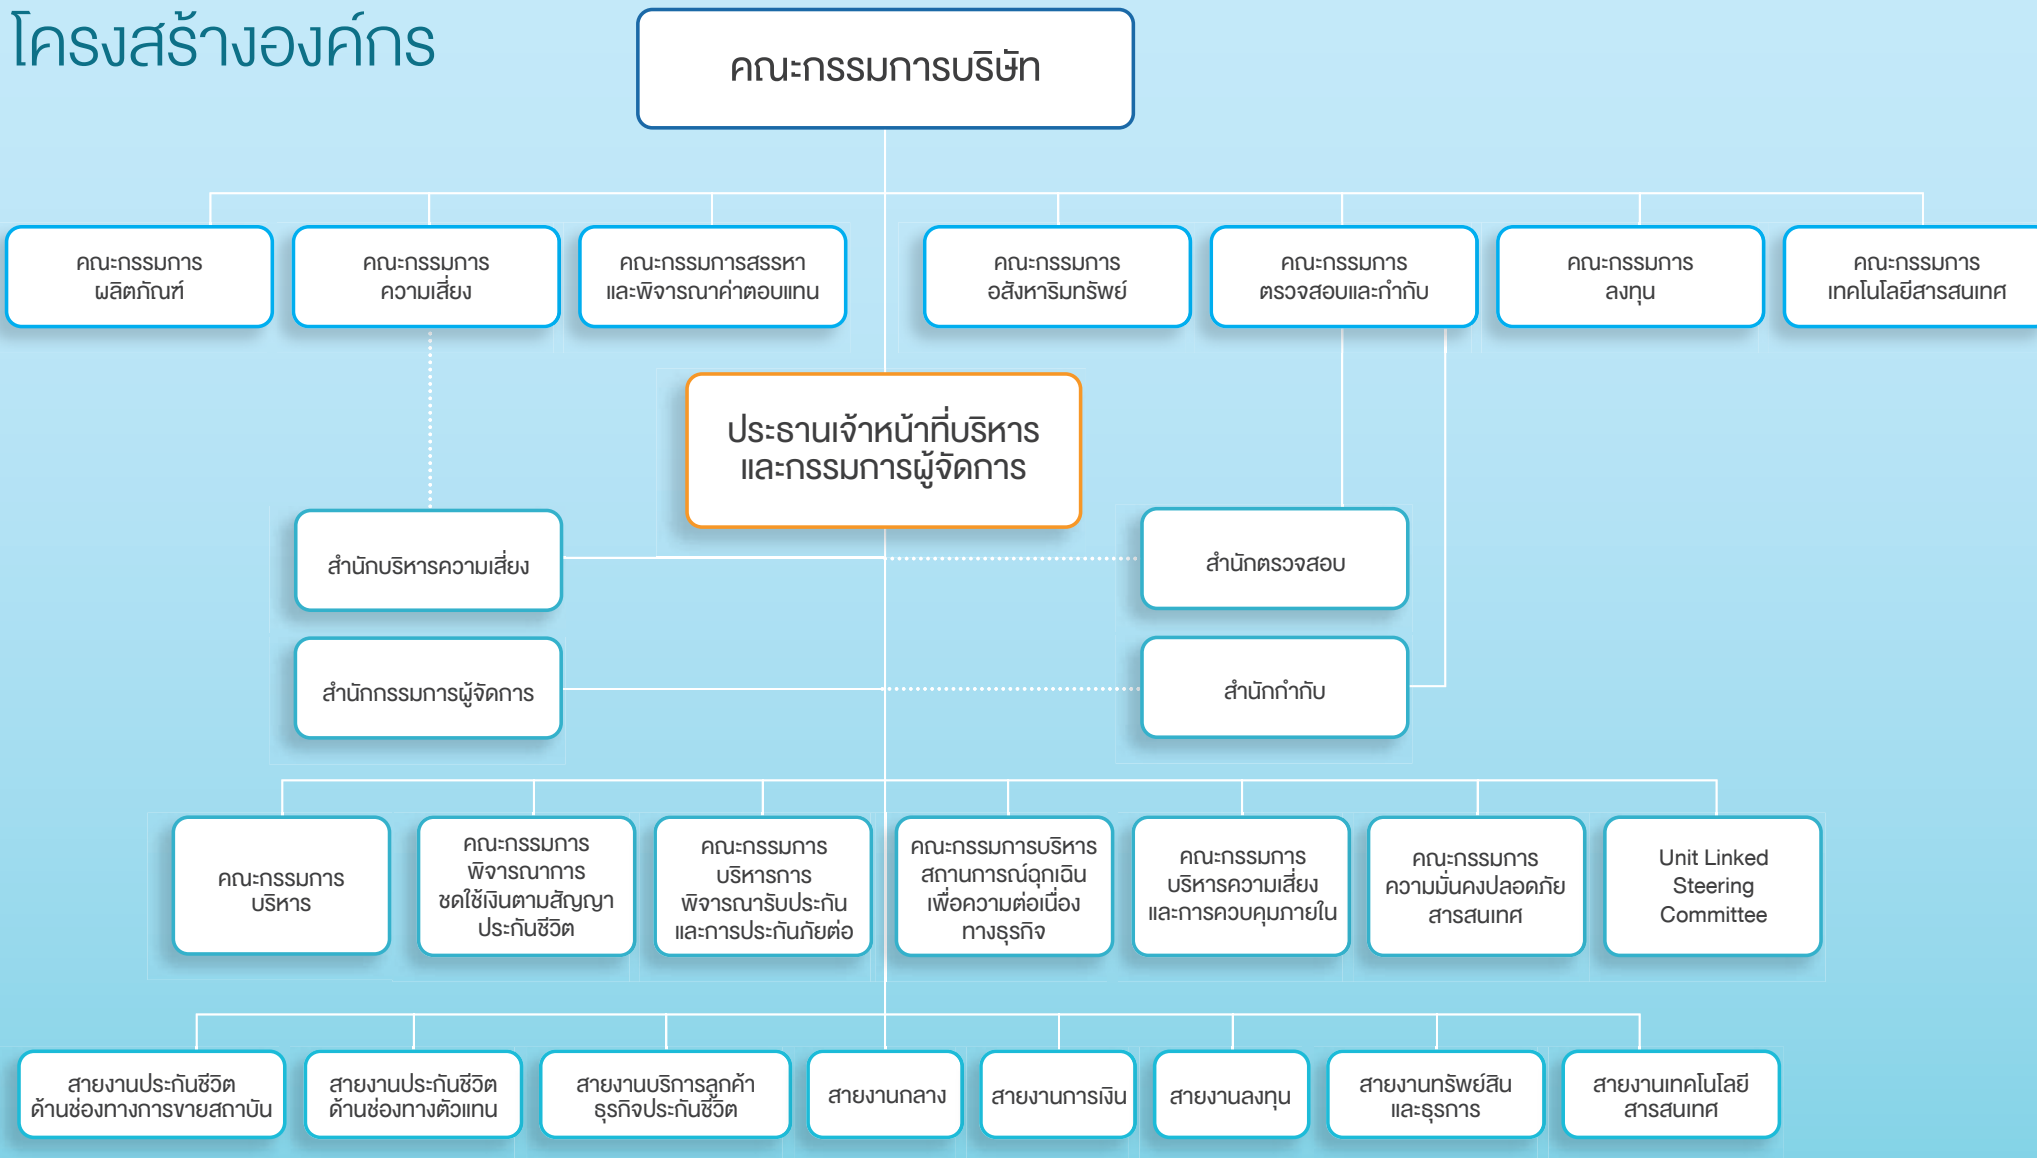 โครงสร้างองค์กร
คณะกรรมการบริษัท
คณะกรรมการ
ผลิตภัณฑ์
คณะกรรมการ
ความเสี่ยง
คณะกรรมการสรรหา
และพิจารณาค่าตอบแทน
คณะกรรมการ
อสังหาริมทรัพย์
คณะกรรมการ
ตรวจสอบและกำกับ
คณะกรรมการ
ลงทุน
คณะกรรมการ
เทคโนโลยีสารสนเทศ
ประธานเจ้าหน้าที่บริหาร
และกรรมการผู้จัดการ
สำนักบริหารความเสี่ยง
สำนักตรวจสอบ
สำนักกรรมการผู้จัดการ
สำนักกำกับ
คณะกรรมการ
บริหาร
คณะกรรมการ
พิจารณาการ
ชดใช้เงินตามสัญญา
ประกันชีวิต
คณะกรรมการ
บริหารการ
พิจารณารับประกัน
และการประกันภัยต่อ
คณะกรรมการบริหาร
สถานการณ์ฉุกเฉิน
เพื่อความต่อเนื่อง
ทางธุรกิจ
คณะกรรมการ
บริหารความเสี่ยง
และการควบคุมภายใน
คณะกรรมการ
ความมั่นคงปลอดภัย
สารสนเทศ
Unit Linked
Steering
Committee
สายงานประกันชีวิต
ด้านช่องทางการขายสถาบัน
สายงานประกันชีวิต
ด้านช่องทางตัวแทน
สายงานบริการลูกค้า
ธุรกิจประกันชีวิต
สายงานกลาง
สายงานการเงิน
สายงานลงทุน
สายงานทรัพย์สิน
และธุรการ
สายงานเทคโนโลยี
สารสนเทศ